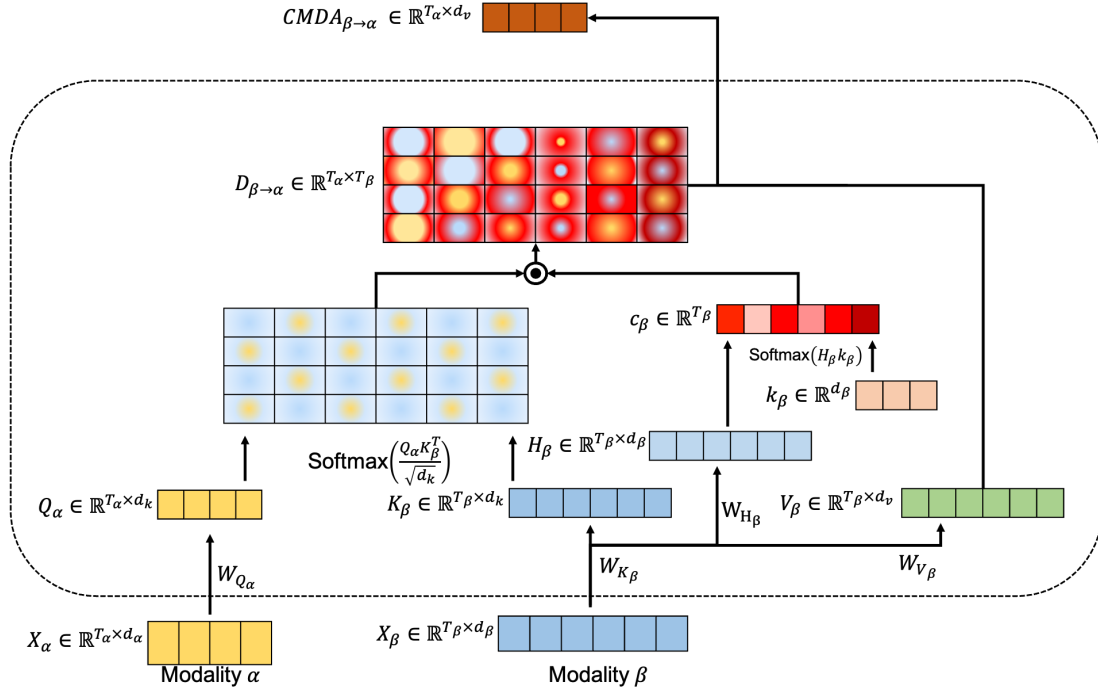 CMDA_{β→α} ∈ ℝ^{T_α×d_v}
D_{β→α} ∈ ℝ^{T_α×T_β}
c_β ∈ ℝ^{T_β}
Softmax(H_β k_β)
k_β ∈ ℝ^{d_β}
H_β ∈ ℝ^{T_β×d_β}
Softmax(Q_α K_β^T / √d_k)
Q_α ∈ ℝ^{T_α×d_k}
K_β ∈ ℝ^{T_β×d_k}
W_{H_β}
V_β ∈ ℝ^{T_β×d_v}
W_{Q_α}
W_{K_β}
W_{V_β}
X_α ∈ ℝ^{T_α×d_α}
X_β ∈ ℝ^{T_β×d_β}
Modality α
Modality β